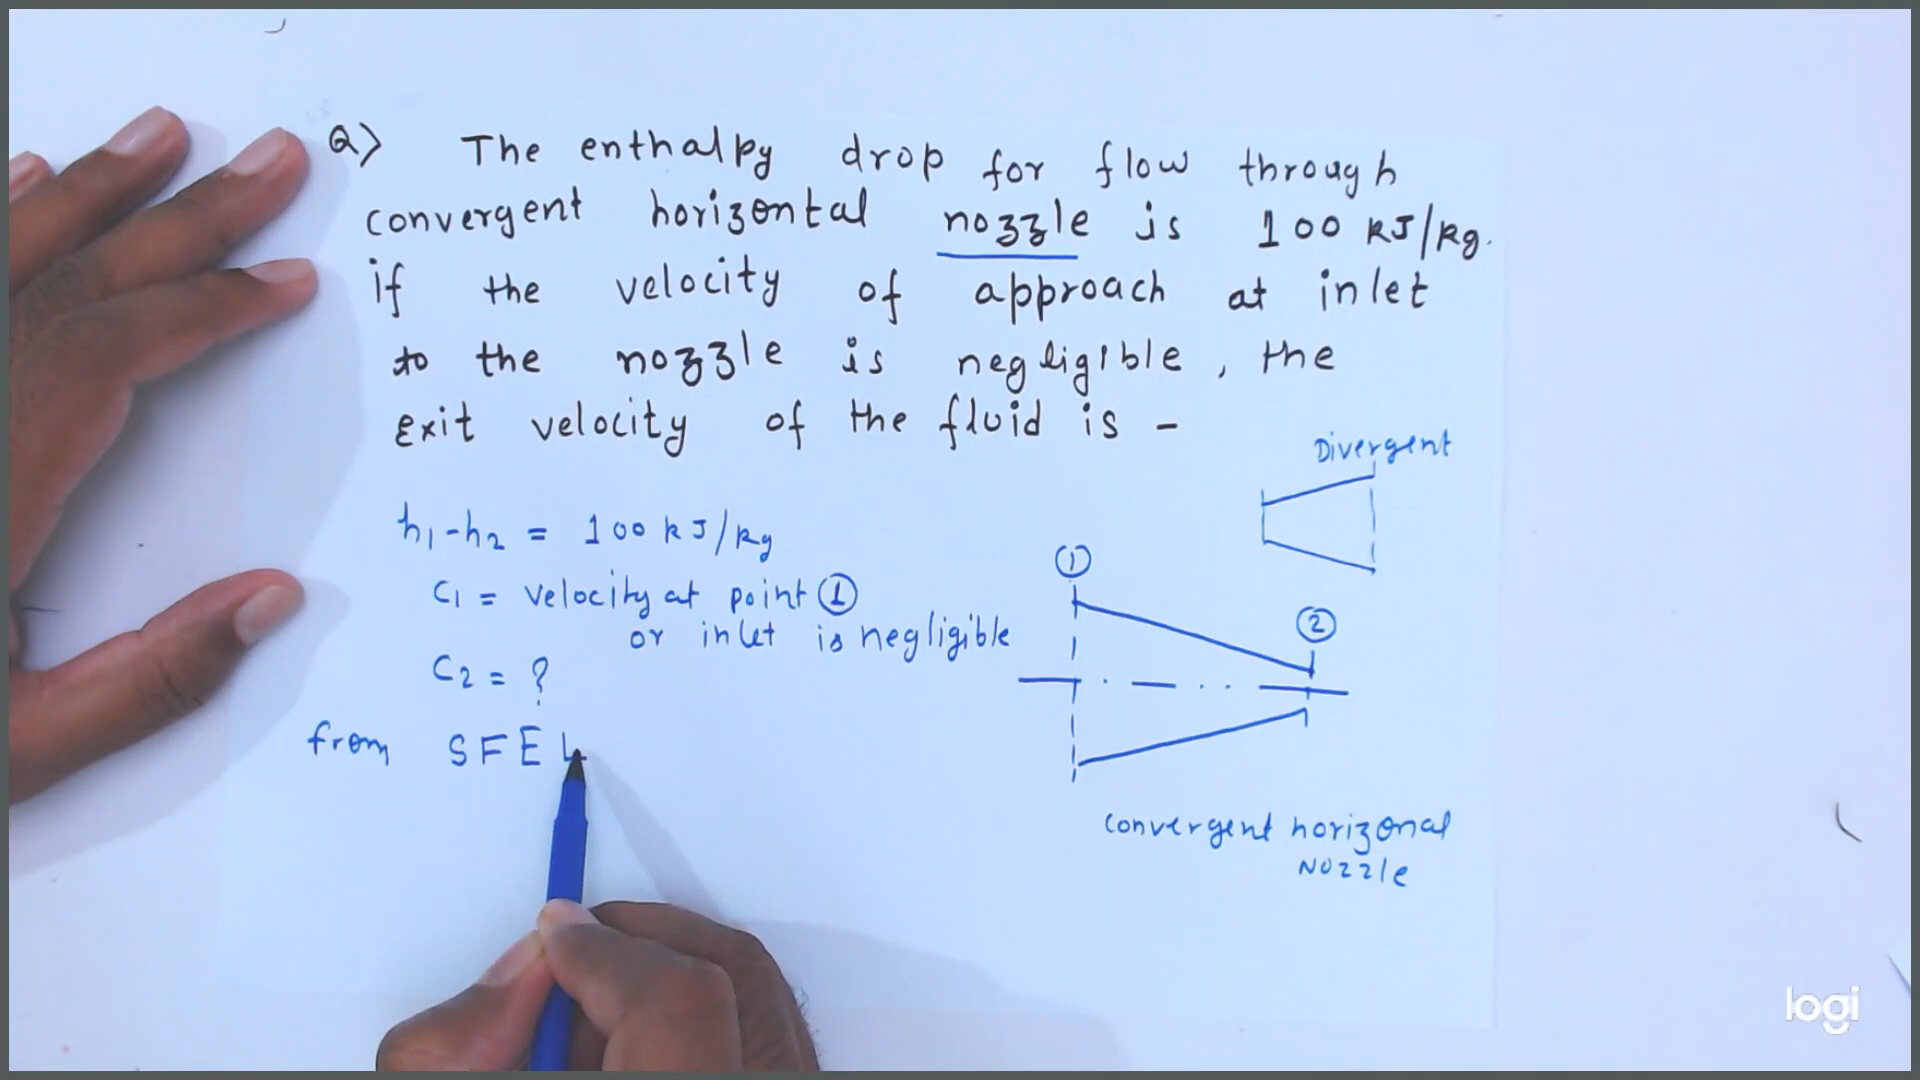 Q) The enthalpy drop for flow through
convergent horizontal nozzle is 100 kJ/kg.
if the velocity of approach at inlet
to the nozzle is negligible, the
exit velocity of the fluid is -
Divergent
h1-h2 = 100 kJ/kg
C1 = velocity at point ①
or inlet is negligible
C2 = ?
from SFE
①
②
convergent horizonal
Nozzle
logi